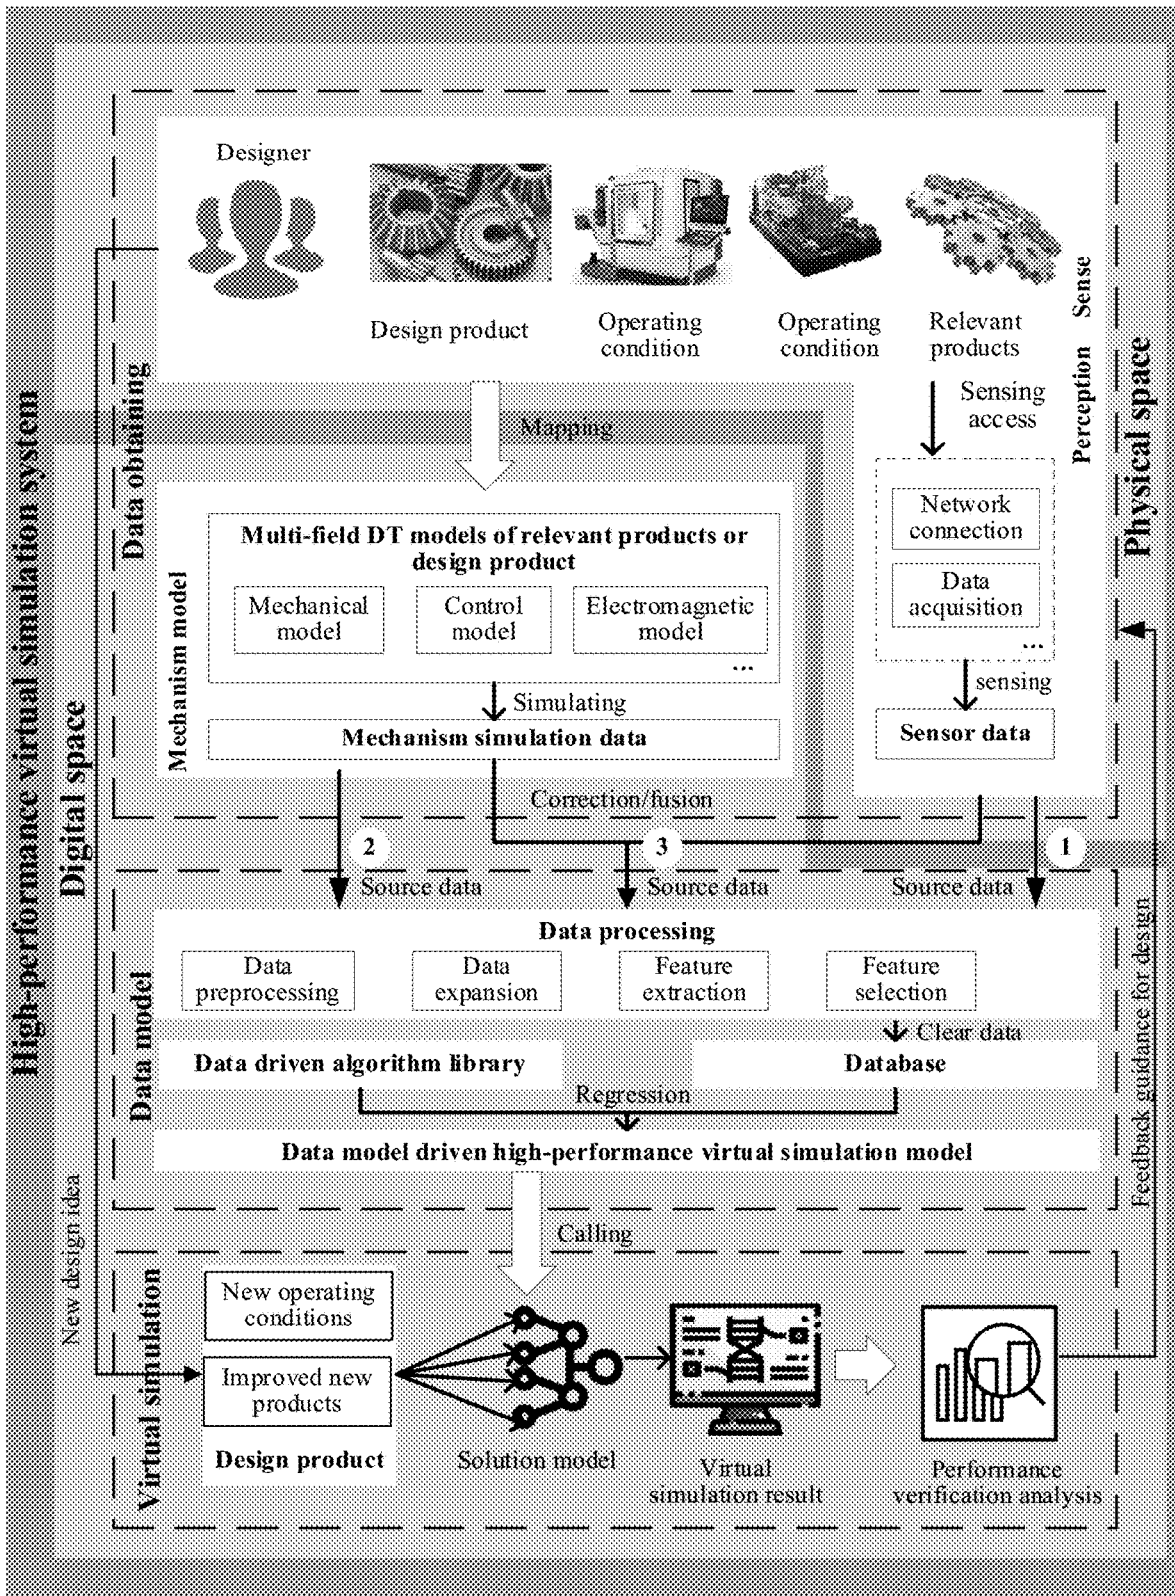 High-performance virtual simulation system
Digital space
Physical space
Data obtaining
Designer
Design product
Operating
condition
Operating
condition
Relevant
products
Perception Sense
Mapping
Sensing
access
Network
connection
Data
acquisition
...
sensing
Sensor data
Mechanism model
Multi-field DT models of relevant products or
design product
Mechanical
model
Control
model
Electromagnetic
model
...
Simulating
Mechanism simulation data
Correction/fusion
2
3
1
Source data
Source data
Source data
Data model
Data processing
Data
preprocessing
Data
expansion
Feature
extraction
Feature
selection
Clear data
Data driven algorithm library
Database
Regression
Data model driven high-performance virtual simulation model
Calling
New design idea
Feedback guidance for design
Virtual simulation
New operating
conditions
Improved new
products
Design product
Solution model
Virtual
simulation result
Performance
verification analysis